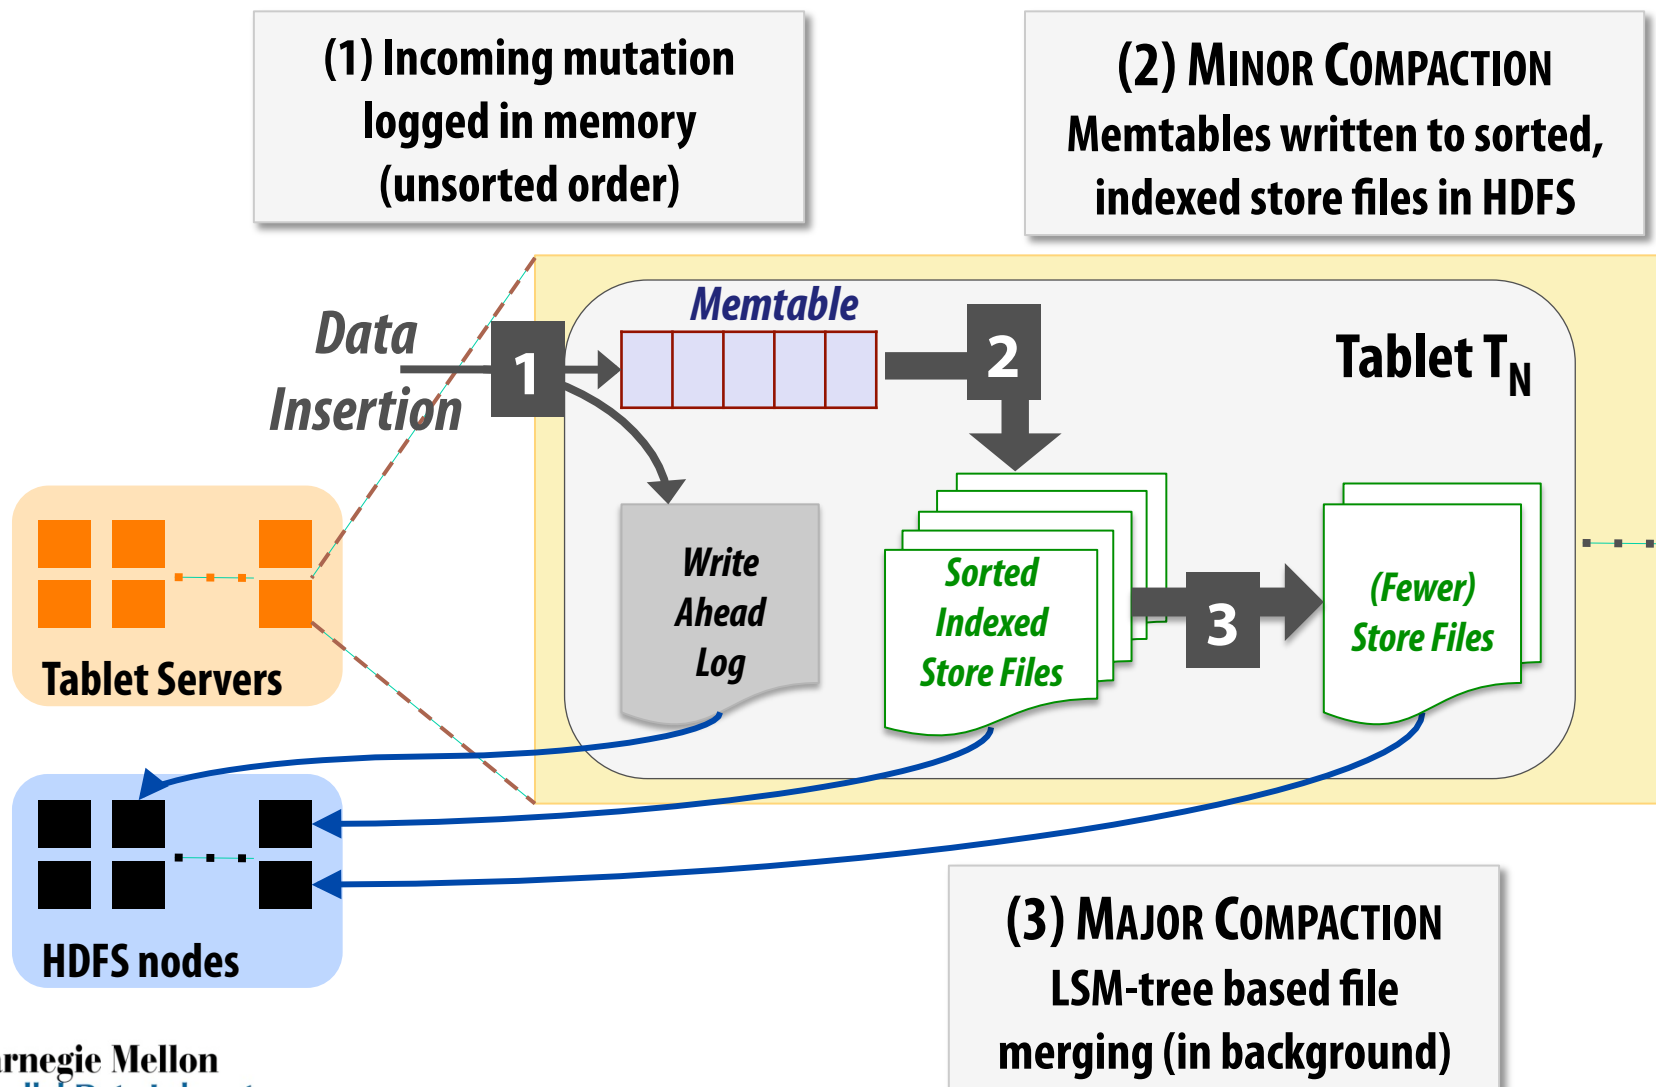 (1) Incoming mutation
logged in memory
(unsorted order)
(2) MINOR COMPACTION
Memtables written to sorted,
indexed store files in HDFS
Data
Insertion
1
Memtable
2
Tablet TN
Write
Ahead
Log
Sorted
Indexed
Store Files
3
(Fewer)
Store Files
Tablet Servers
HDFS nodes
(3) MAJOR COMPACTION
LSM-tree based file
merging (in background)
arnegie Mellon